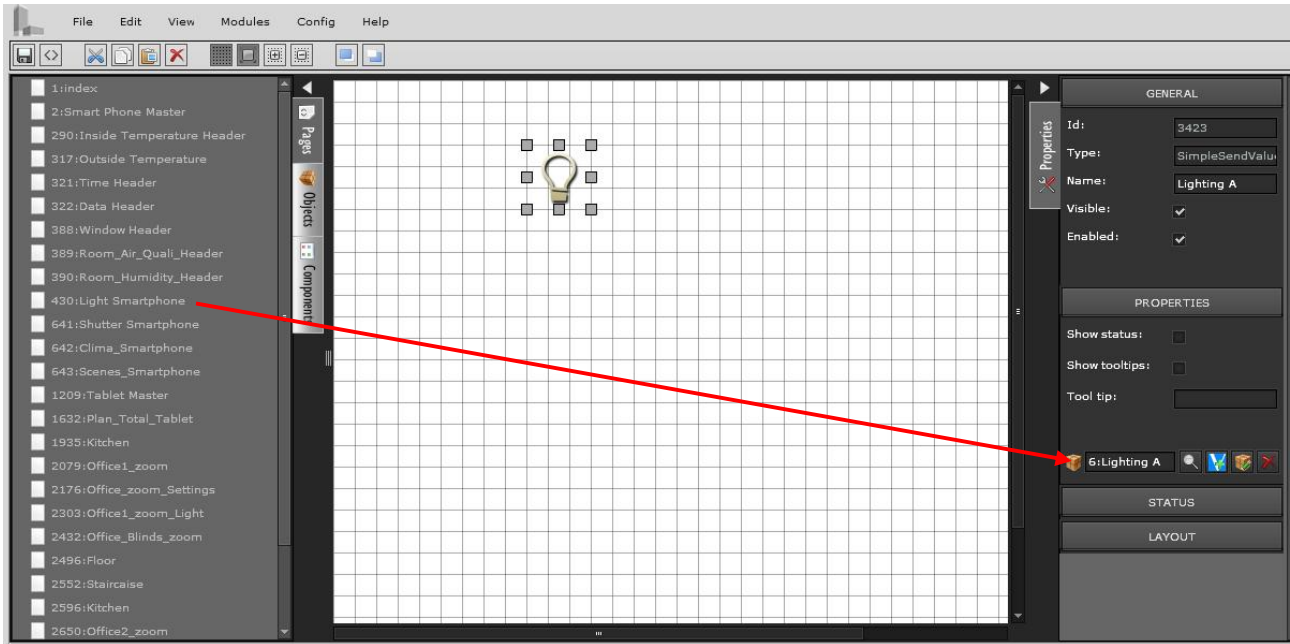 File Edit View Modules Config Help
1:index
2:Smart Phone Master
290:Inside Temperature Header
317:Outside Temperature
321:Time Header
322:Data Header
388:Window Header
389:Room_Air_Quali_Header
390:Room_Humidity_Header
430:Light Smartphone
641:Shutter Smartphone
642:Clima_Smartphone
643:Scenes_Smartphone
1209:Tablet Master
1632:Plan_Total_Tablet
1935:Kitchen
2079:Office1_zoom
2176:Office_zoom_Settings
2303:Office1_zoom_Light
2432:Office_Blinds_zoom
2496:Floor
2552:Staircaise
2596:Kitchen
2650:Office2_zoom
Pages
Objects
Components
Properties
GENERAL
Id: 3423
Type: SimpleSendValu
Name: Lighting A
Visible:
Enabled:
PROPERTIES
Show status:
Show tooltips:
Tool tip:
6:Lighting A
STATUS
LAYOUT